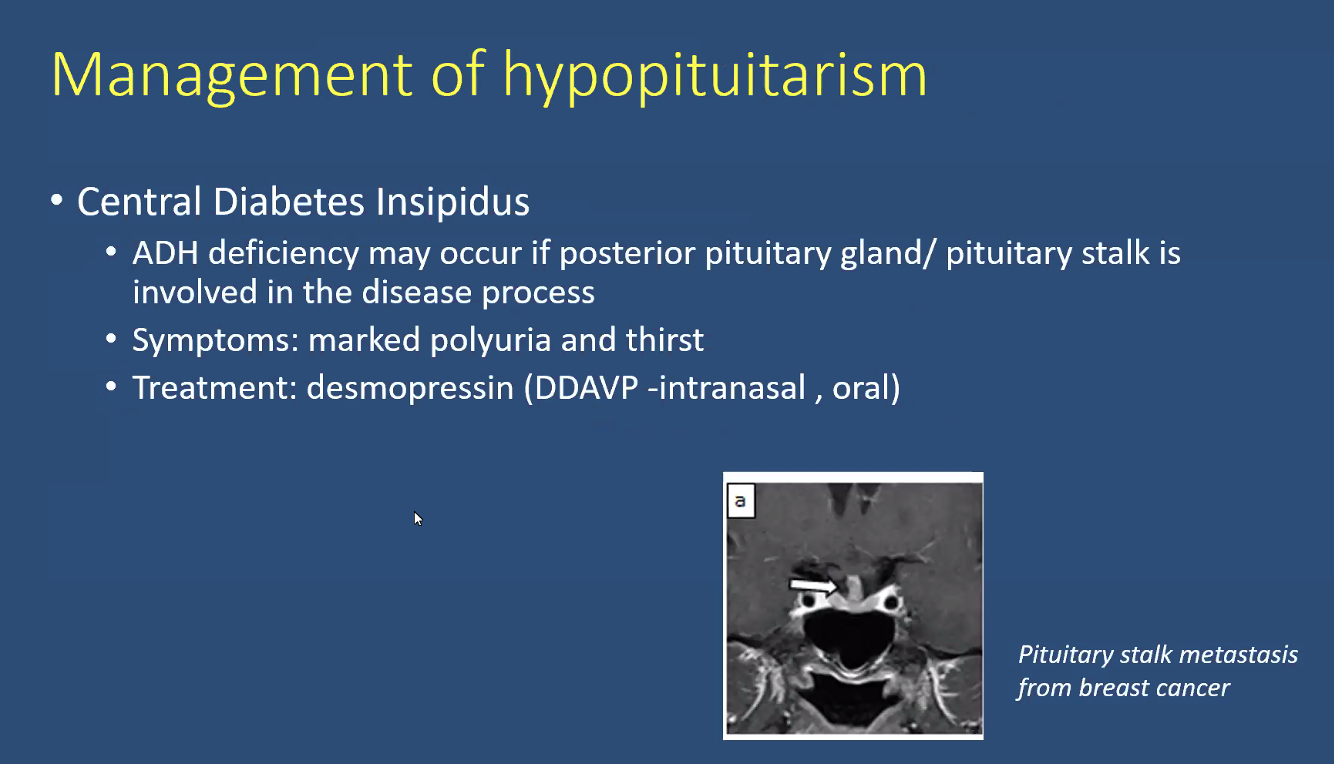 Management of hypopituitarism
• Central Diabetes Insipidus
• ADH deficiency may occur if posterior pituitary gland/ pituitary stalk is
involved in the disease process
• Symptoms: marked polyuria and thirst
• Treatment: desmopressin (DDAVP -intranasal , oral)
a
Pituitary stalk metastasis
from breast cancer